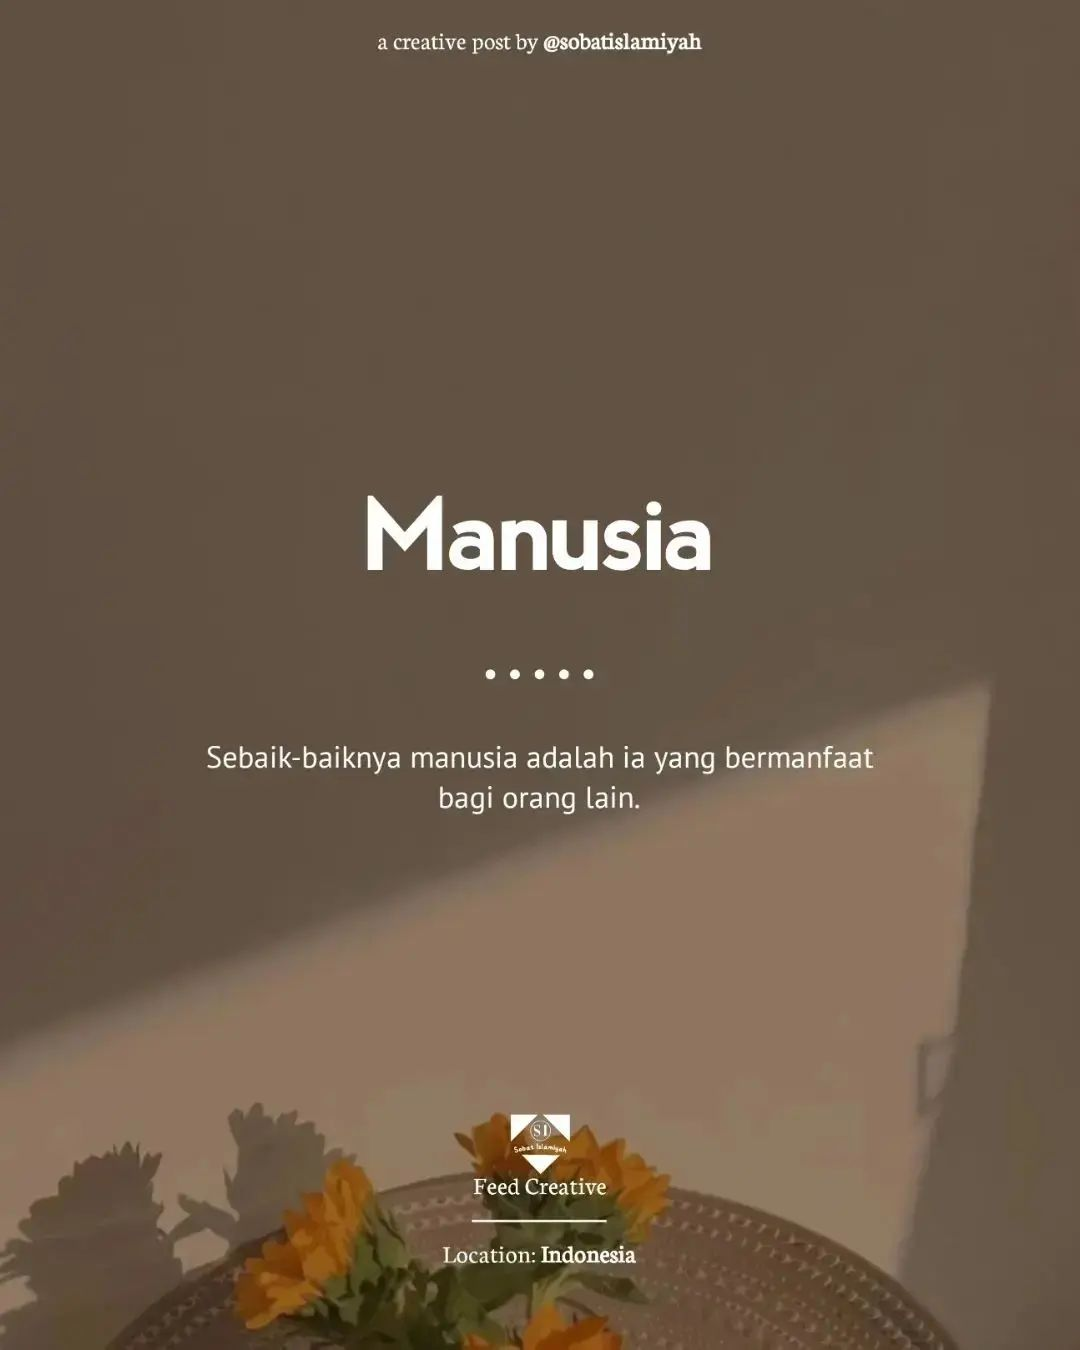 a creative post by @sobatislamiyah
Manusia
Sebaik-baiknya manusia adalah ia yang bermanfaat
bagi orang lain.
SI
Sobat Islamiyah
Feed Creative
Location: Indonesia